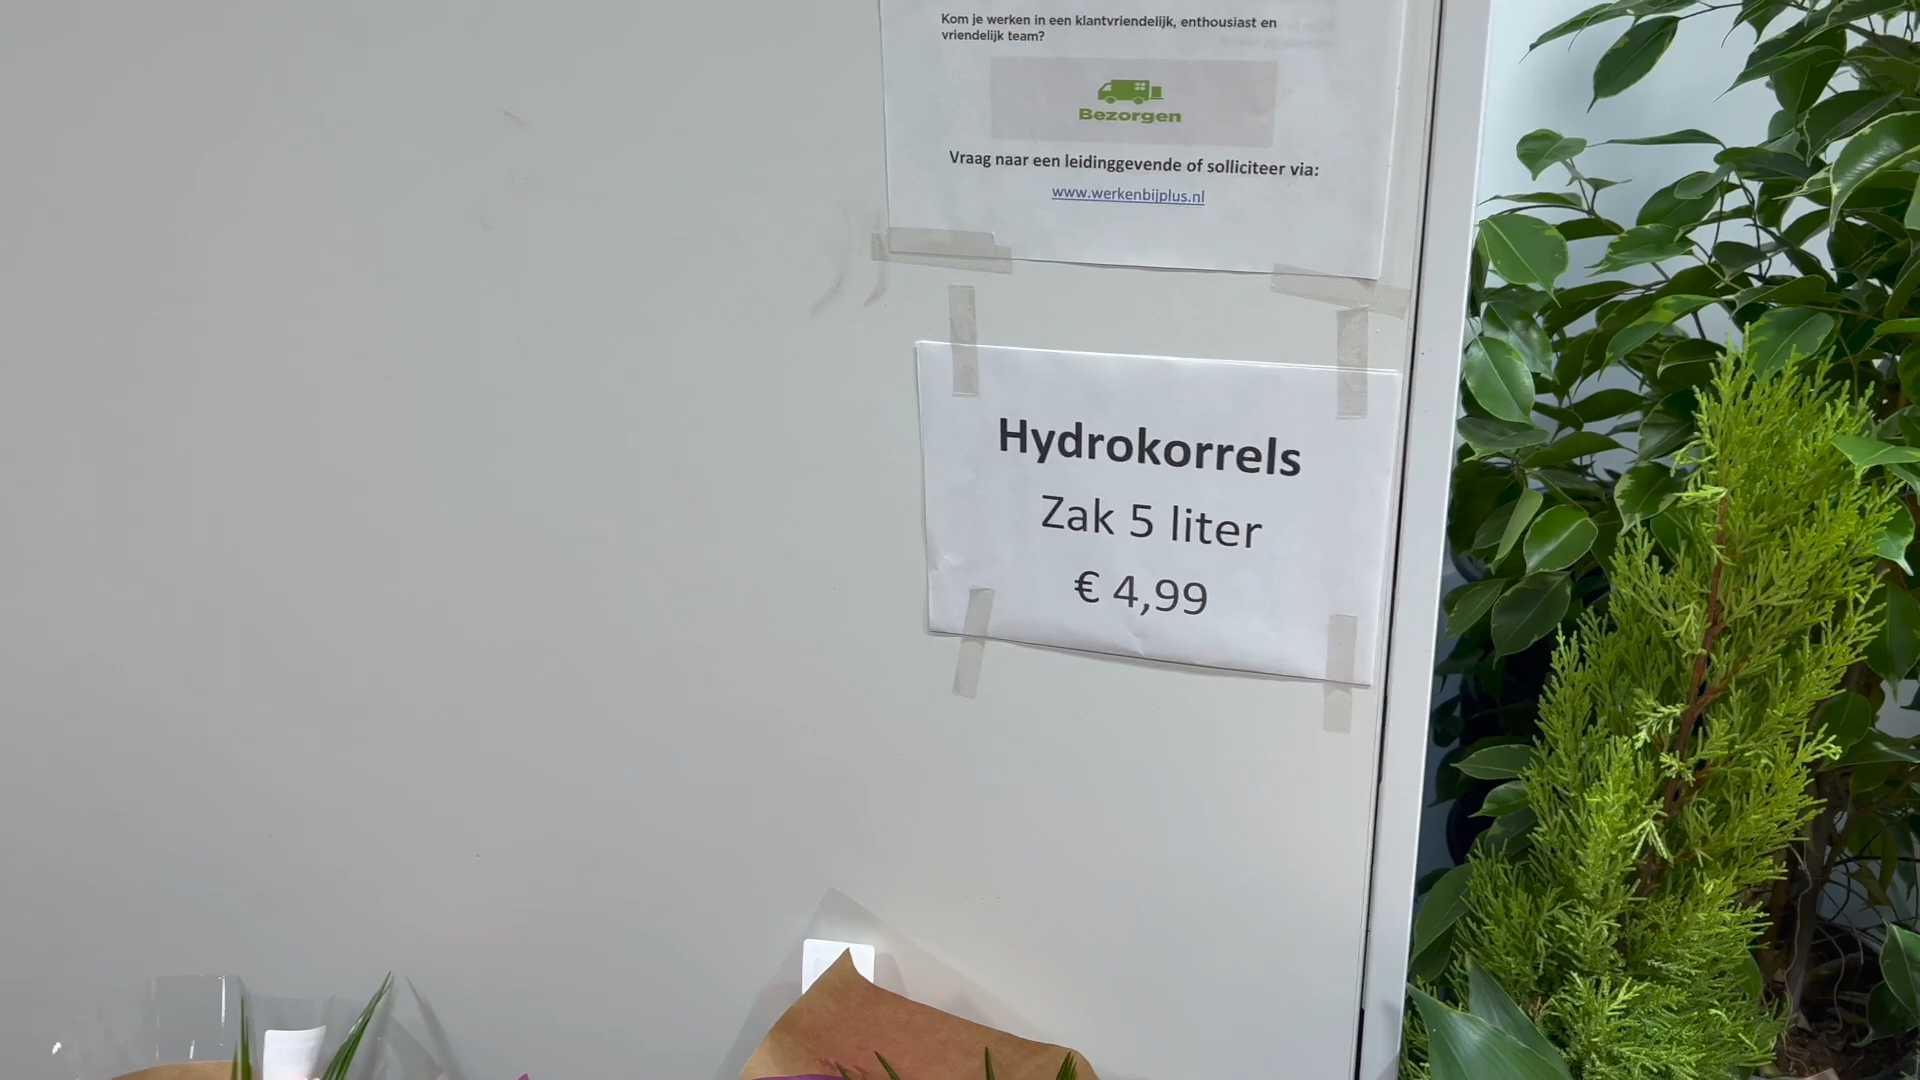 Kom je werken in een klantvriendelijk, enthousiast en
vriendelijk team?
Bezorgen
Vraag naar een leidinggevende of solliciteer via:
www.werkenbijplus.nl
Hydrokorrels
Zak 5 liter
€ 4,99